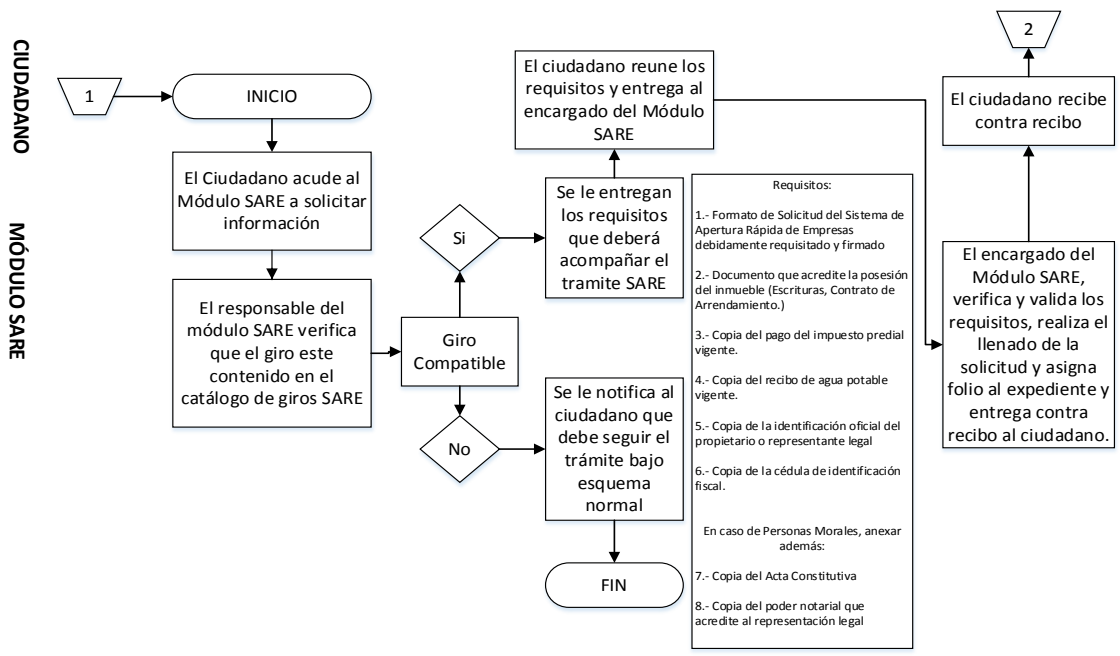 CIUDADANO
MÓDULO SARE
1
INICIO
El Ciudadano acude al
Módulo SARE a solicitar
información
El responsable del
módulo SARE verifica
que el giro este
contenido en el
catálogo de giros SARE
Giro
Compatible
Si
No
Se le entregan
los requisitos
que deberá
acompañar el
tramite SARE
El ciudadano reune los
requisitos y entrega al
encargado del Módulo
SARE
Se le notifica al
ciudadano que
debe seguir el
trámite bajo
esquema
normal
FIN
Requisitos:
1.- Formato de Solicitud del Sistema de
Apertura Rápida de Empresas
debidamente requisitado y firmado
2.- Documento que acredite la posesión
del inmueble (Escrituras, Contrato de
Arrendamiento.)
3.- Copia del pago del impuesto predial
vigente.
4.- Copia del recibo de agua potable
vigente.
5.- Copia de la identificación oficial del
propietario o representante legal
6.- Copia de la cédula de identificación
fiscal.
En caso de Personas Morales, anexar
además:
7.- Copia del Acta Constitutiva
8.- Copia del poder notarial que
acredite al representación legal
El encargado del
Módulo SARE,
verifica y valida los
requisitos, realiza el
llenado de la
solicitud y asigna
folio al expediente y
entrega contra
recibo al ciudadano.
El ciudadano recibe
contra recibo
2